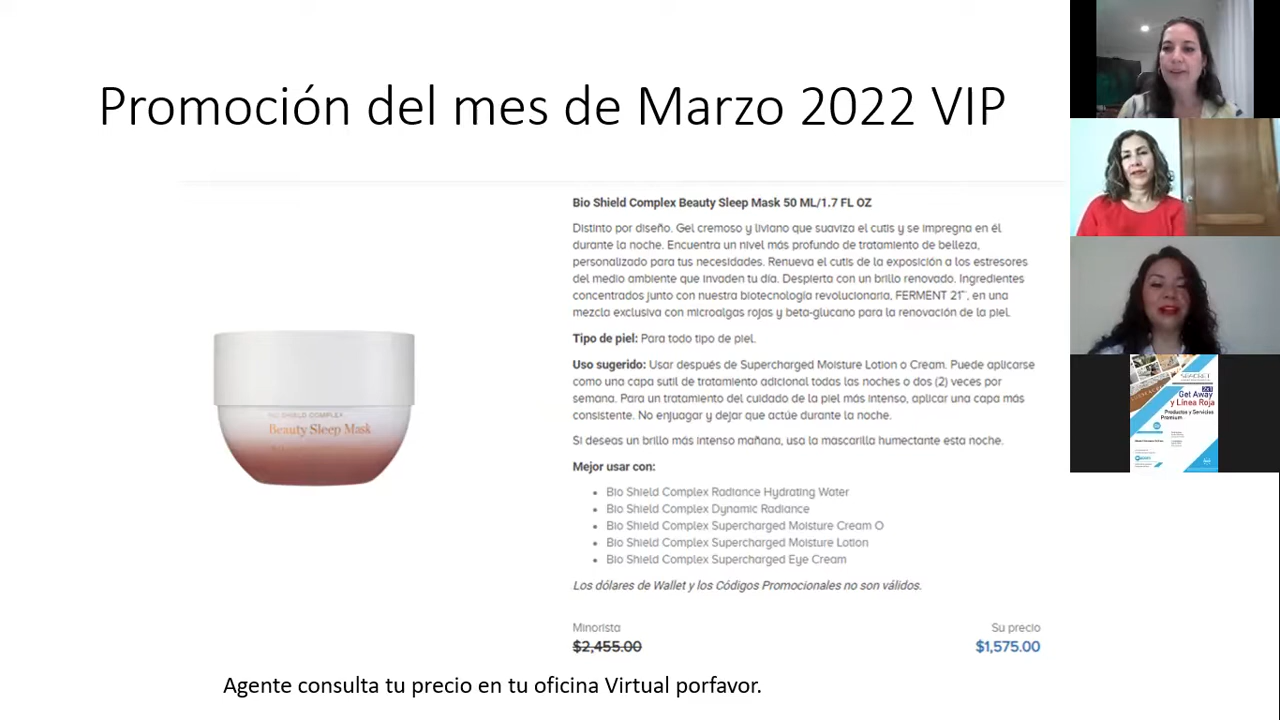 Promoción del mes de Marzo 2022 VIP
Bio Shield Complex Beauty Sleep Mask 50 ML/1.7 FL OZ
Distinto por diseño. Gel cremoso y liviano que suaviza el cutis y se impregna en él
durante la noche. Encuentra un nivel más profundo de tratamiento de belleza,
personalizado para tus necesidades. Renueva el cutis de la exposición a los estresores
del medio ambiente que invaden tu día. Despierta con un brillo renovado. Ingredientes
concentrados junto con nuestra biotecnología revolucionaria, FERMENT 21™, en una
mezcla exclusiva con microalgas rojas y beta-glucano para la renovación de la piel.
Tipo de piel: Para todo tipo de piel.
Uso sugerido: Usar después de Supercharged Moisture Lotion o Cream. Puede aplicarse
como una capa sutil de tratamiento adicional todas las noches o dos (2) veces por
semana. Para un tratamiento del cuidado de la piel más intenso, aplicar una capa más
consistente. No enjuagar y dejar que actúe durante la noche.
Si deseas un brillo más intenso mañana, usa la mascarilla humectante esta noche.
Mejor usar con:
Bio Shield Complex Radiance Hydrating Water
Bio Shield Complex Dynamic Radiance
Bio Shield Complex Supercharged Moisture Cream O
Bio Shield Complex Supercharged Moisture Lotion
Bio Shield Complex Supercharged Eye Cream
Los dólares de Wallet y los Códigos Promocionales no son válidos.
Minorista Su precio
$2,455.00 $1,575.00
Agente consulta tu precio en tu oficina Virtual porfavor.
BIO SHIELD COMPLEX
Beauty Sleep Mask
SEACRET
2x1
Get Away
y Línea Roja
Productos y Servicios
Premium